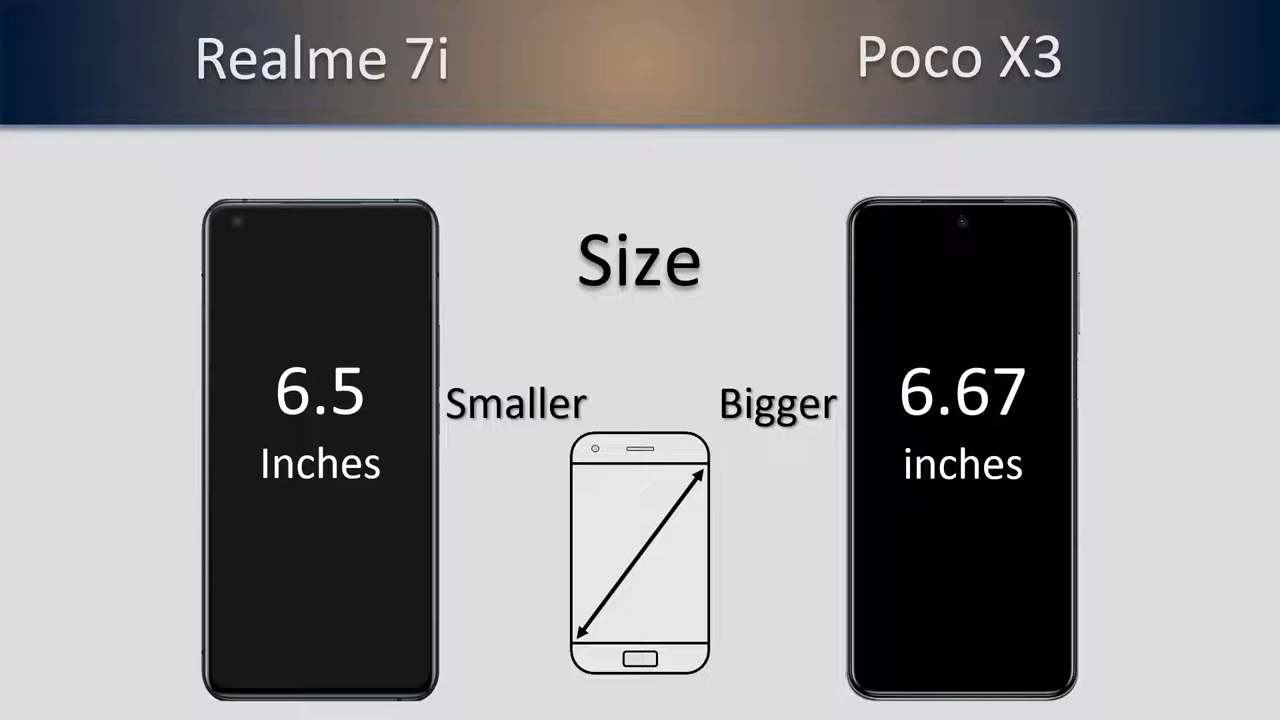 Realme 7i
Poco X3
Size
6.5
Inches
Smaller
Bigger
6.67
inches